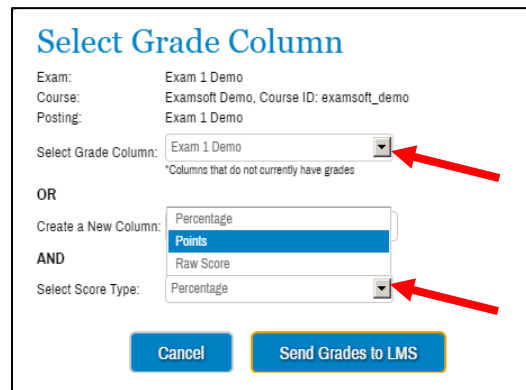 Select Grade Column
Exam: Exam 1 Demo
Course: Examsoft Demo, Course ID: examsoft_demo
Posting: Exam 1 Demo
Select Grade Column: Exam 1 Demo
*Columns that do not currently have grades
OR
Create a New Column:
Percentage
Points
Raw Score
AND
Select Score Type: Percentage
Cancel Send Grades to LMS